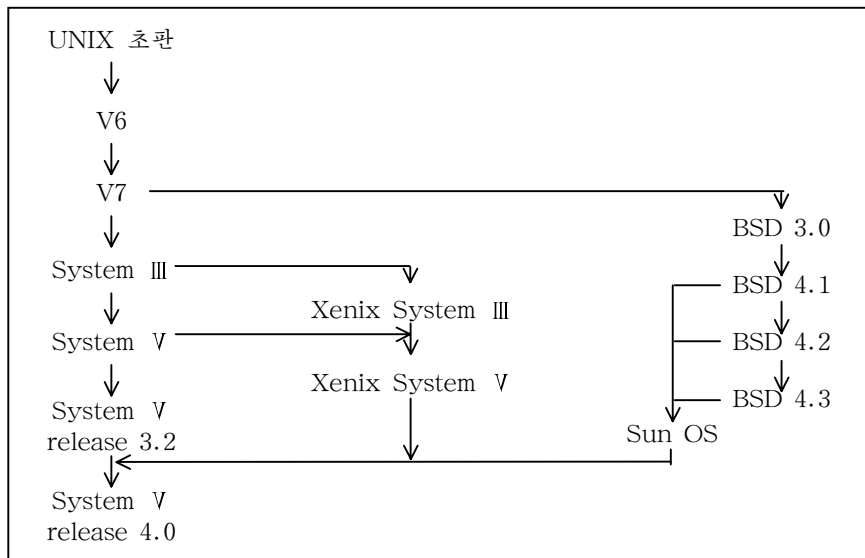 UNIX 초판
V6
V7
BSD 3.0
System Ⅲ
BSD 4.1
Xenix System Ⅲ
System Ⅴ
BSD 4.2
Xenix System Ⅴ
BSD 4.3
System Ⅴ
release 3.2
Sun OS
System Ⅴ
release 4.0